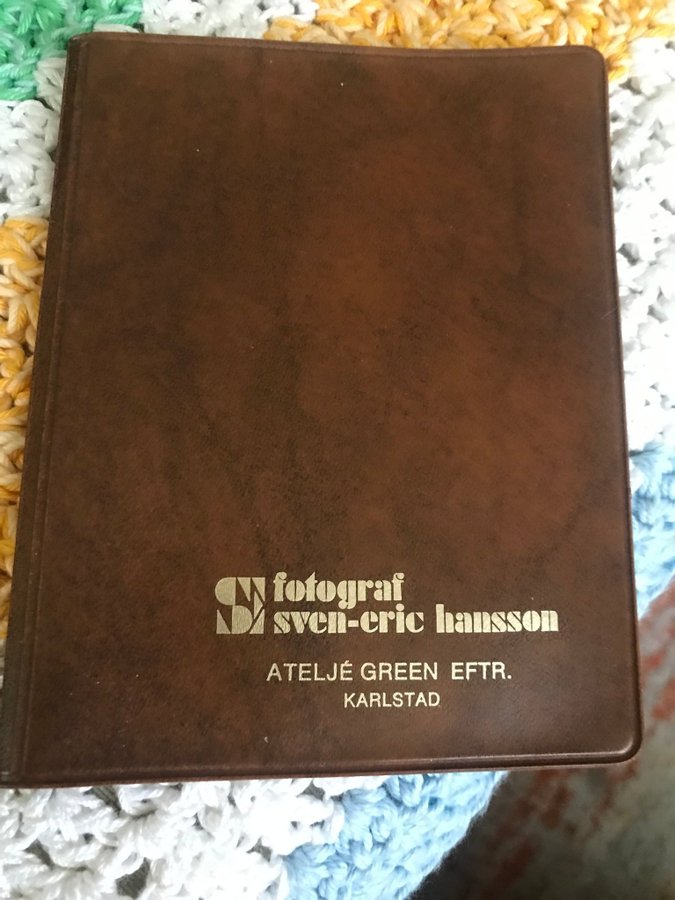 fotograf
sven-eric hansson
ATELJÉ GREEN EFTR.
KARLSTAD